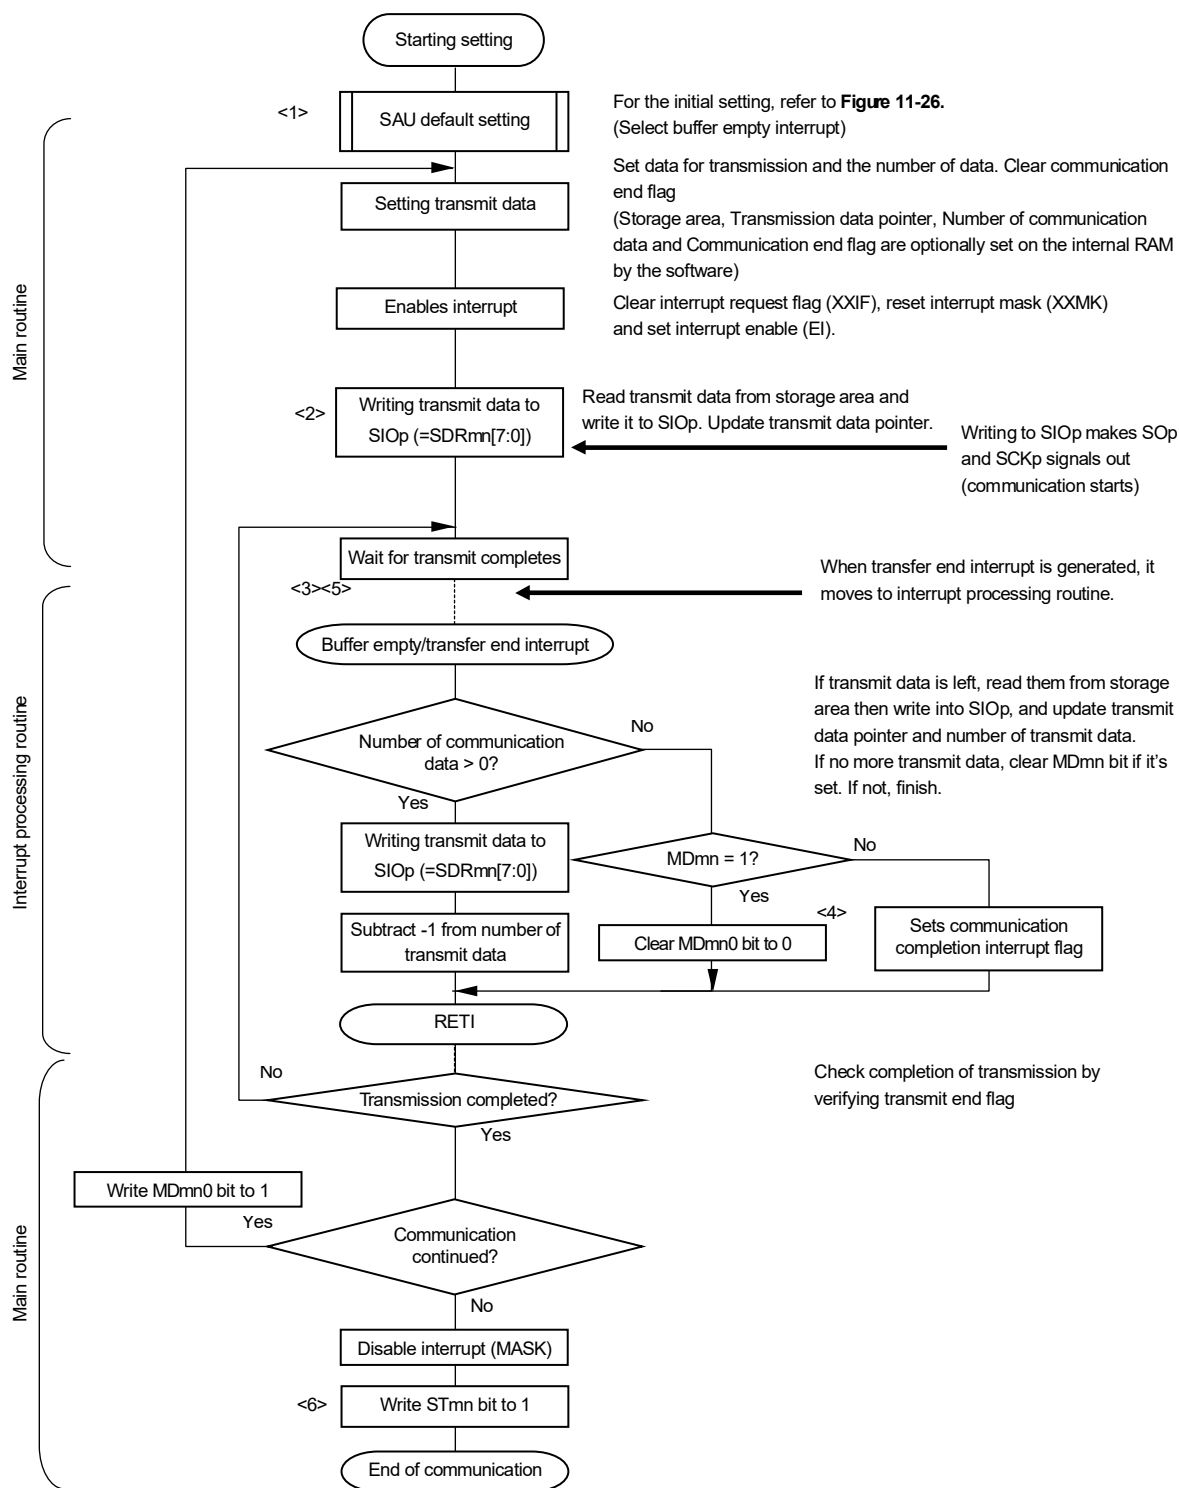 Starting setting
<1>
SAU default setting
For the initial setting, refer to Figure 11-26.
(Select buffer empty interrupt)
Main routine
Setting transmit data
Set data for transmission and the number of data. Clear communication
end flag
(Storage area, Transmission data pointer, Number of communication
data and Communication end flag are optionally set on the internal RAM
by the software)
Enables interrupt
Clear interrupt request flag (XXIF), reset interrupt mask (XXMK)
and set interrupt enable (EI).
<2>
Writing transmit data to
SIOp (=SDRmn[7:0])
Read transmit data from storage area and
write it to SIOp. Update transmit data pointer.
Writing to SIOp makes SOp
and SCKp signals out
(communication starts)
Wait for transmit completes
<3><5>
When transfer end interrupt is generated, it
moves to interrupt processing routine.
Interrupt processing routine
Buffer empty/transfer end interrupt
Number of communication
data > 0?
No
Yes
If transmit data is left, read them from storage
area then write into SIOp, and update transmit
data pointer and number of transmit data.
If no more transmit data, clear MDmn bit if it's
set. If not, finish.
Writing transmit data to
SIOp (=SDRmn[7:0])
MDmn = 1?
No
Yes
Subtract -1 from number of
transmit data
<4>
Clear MDmn0 bit to 0
Sets communication
completion interrupt flag
RETI
Main routine
No
Transmission completed?
Yes
Check completion of transmission by
verifying transmit end flag
Write MDmn0 bit to 1
Yes
Communication
continued?
No
Disable interrupt (MASK)
<6>
Write STmn bit to 1
End of communication